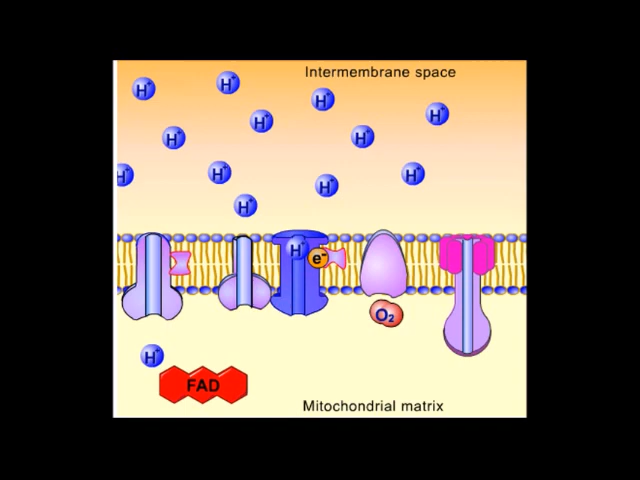 Intermembrane space
H⁺
H⁺
H⁺
H⁺
H⁺
H⁺
H⁺
H⁺
H⁺
H⁺
H⁺
H⁺
H⁺
e⁻
O₂
H⁺
FAD
Mitochondrial matrix